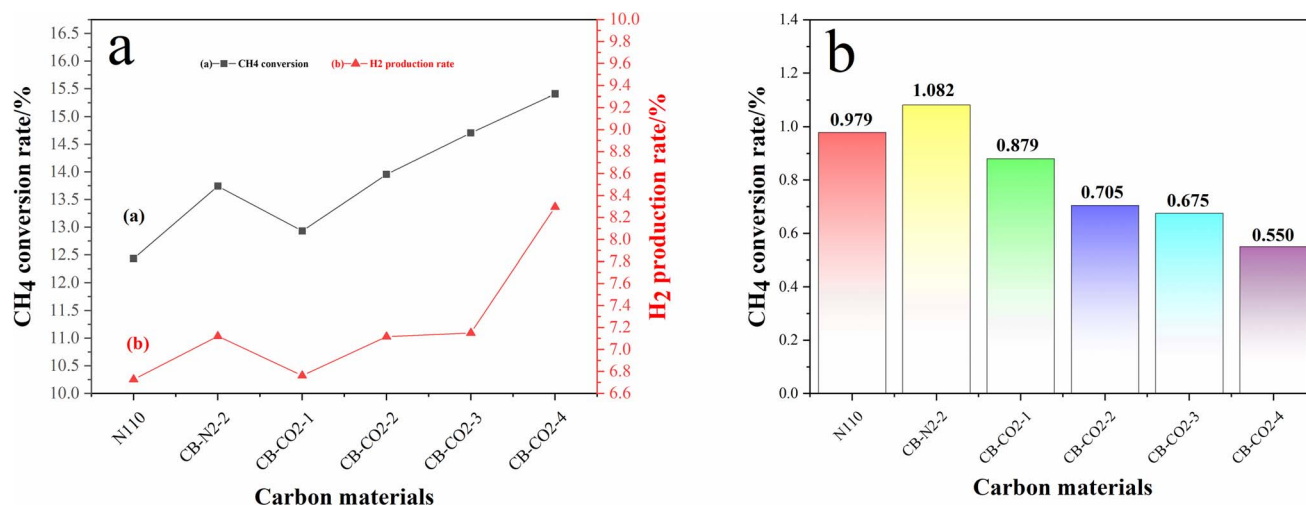 a
(a) CH4 conversion (b) H2 production rate
CH4 conversion rate/%
16.5
16.0
15.5
15.0
14.5
14.0
13.5
13.0
12.5
12.0
11.5
11.0
10.5
10.0
(a)
(b)
10.0
9.8
9.6
9.4
9.2
9.0
8.8
8.6
8.4
8.2
8.0
7.8
7.6
7.4
7.2
7.0
6.8
6.6
H2 production rate/%
N110
CB-N2-2
CB-CO2-1
CB-CO2-2
CB-CO2-3
CB-CO2-4
Carbon materials
b
CH4 conversion rate/%
1.4
1.2
1.0
0.8
0.6
0.4
0.2
0.0
0.979
1.082
0.879
0.705
0.675
0.550
N110
CB-N2-2
CB-CO2-1
CB-CO2-2
CB-CO2-3
CB-CO2-4
Carbon materials